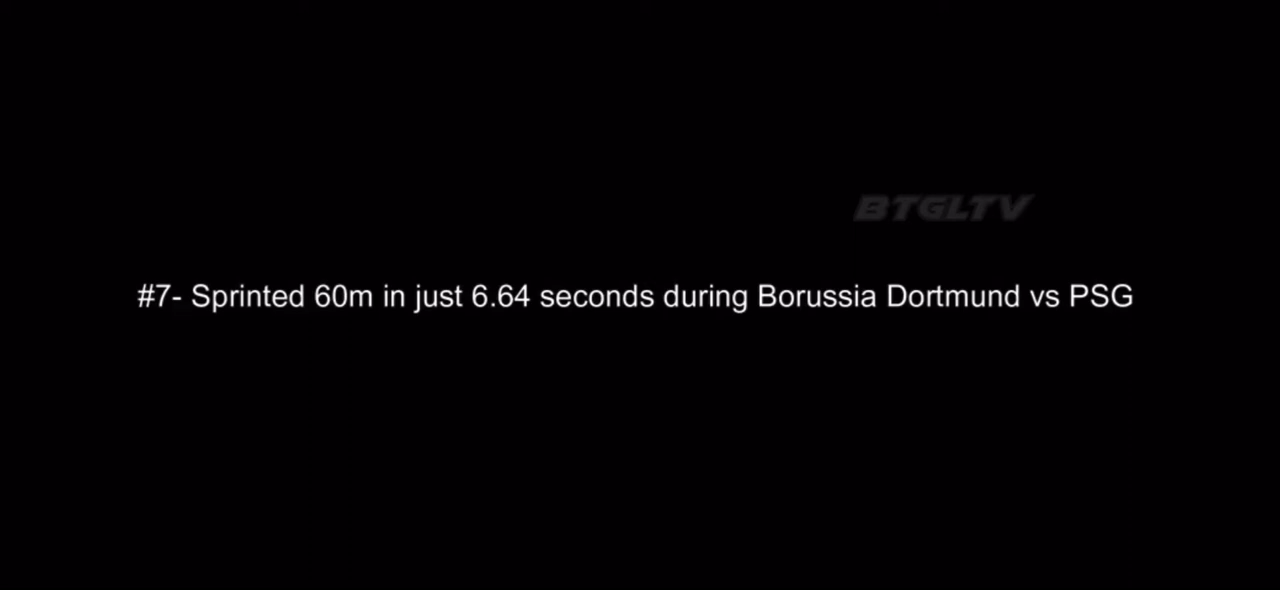 BTGLTV
#7- Sprinted 60m in just 6.64 seconds during Borussia Dortmund vs PSG